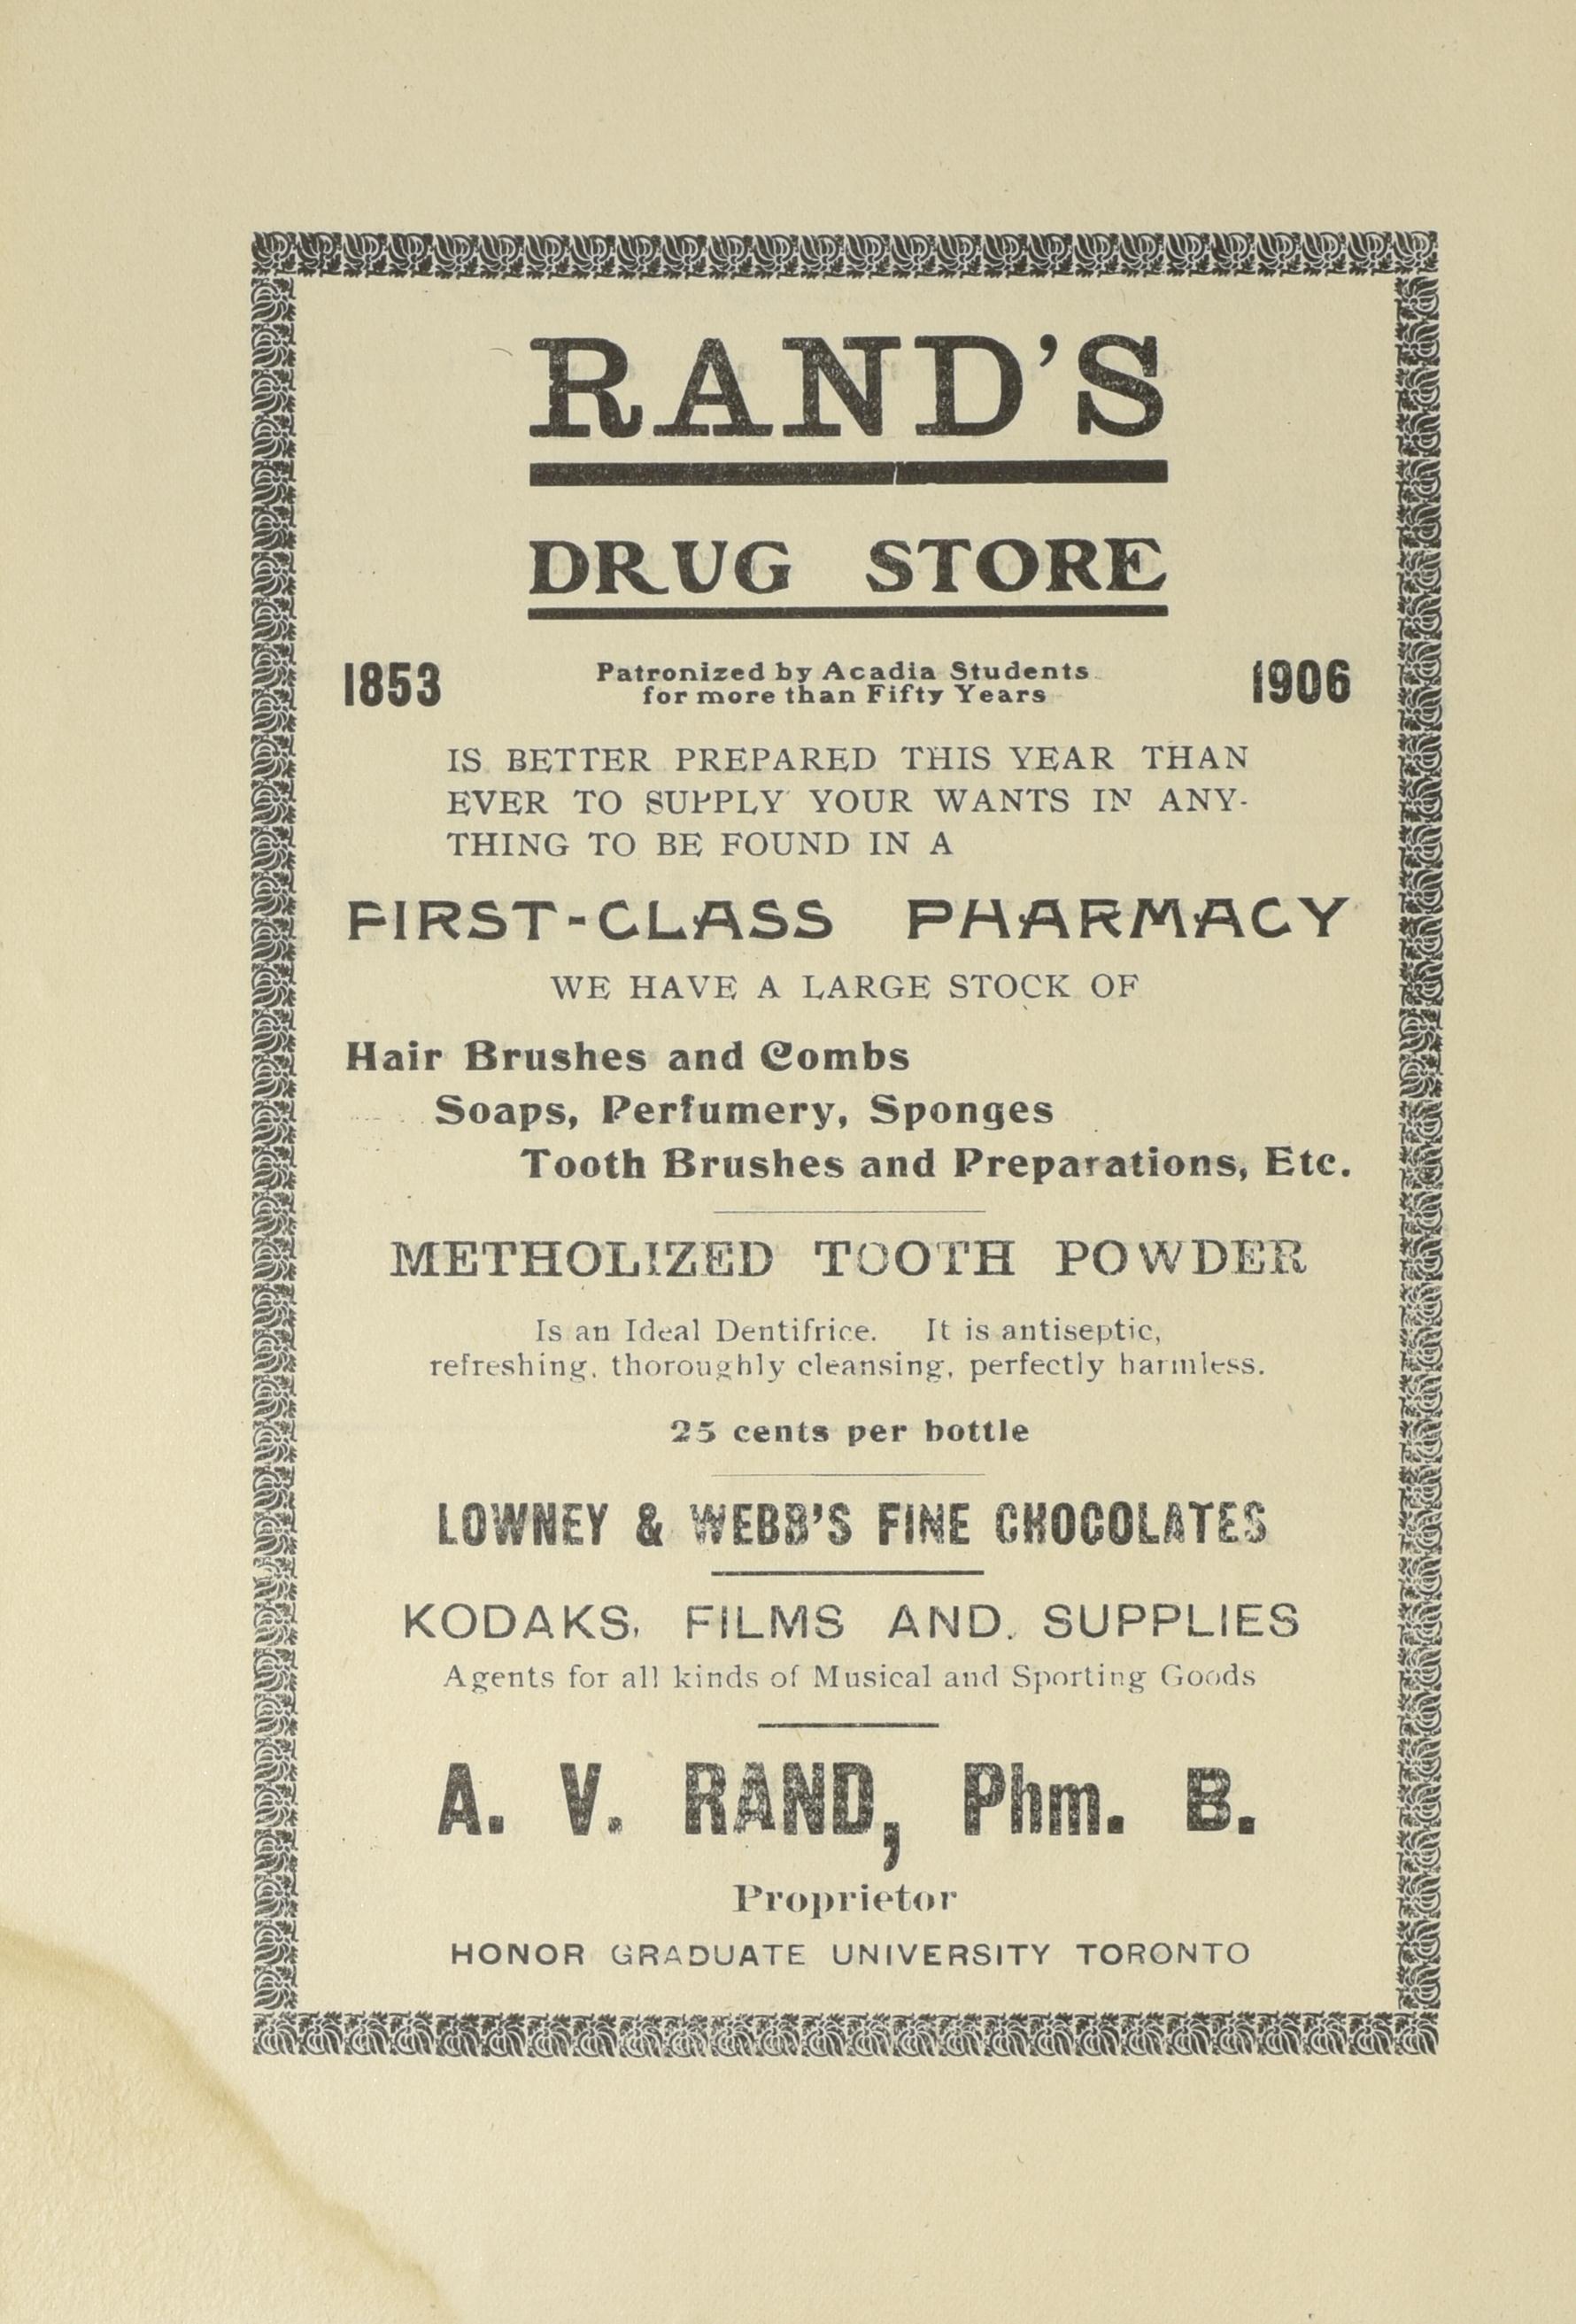 RAND'S
DRUG STORE
1853 Patronized by Acadia Students 1906
for more than Fifty Years
IS BETTER PREPARED THIS YEAR THAN
EVER TO SUPPLY YOUR WANTS IN ANY-
THING TO BE FOUND IN A
FIRST-CLASS PHARMACY
WE HAVE A LARGE STOCK OF
Hair Brushes and Combs
Soaps, Perfumery, Sponges
Tooth Brushes and Preparations, Etc.
METHOLIZED TOOTH POWDER
Is an Ideal Dentifrice. It is antiseptic,
refreshing, thoroughly cleansing, perfectly harmless.
25 cents per bottle
LOWNEY & WEBB'S FINE CHOCOLATES
KODAKS, FILMS AND. SUPPLIES
Agents for all kinds of Musical and Sporting Goods
A. V. RAND, Phm. B.
Proprietor
HONOR GRADUATE UNIVERSITY TORONTO